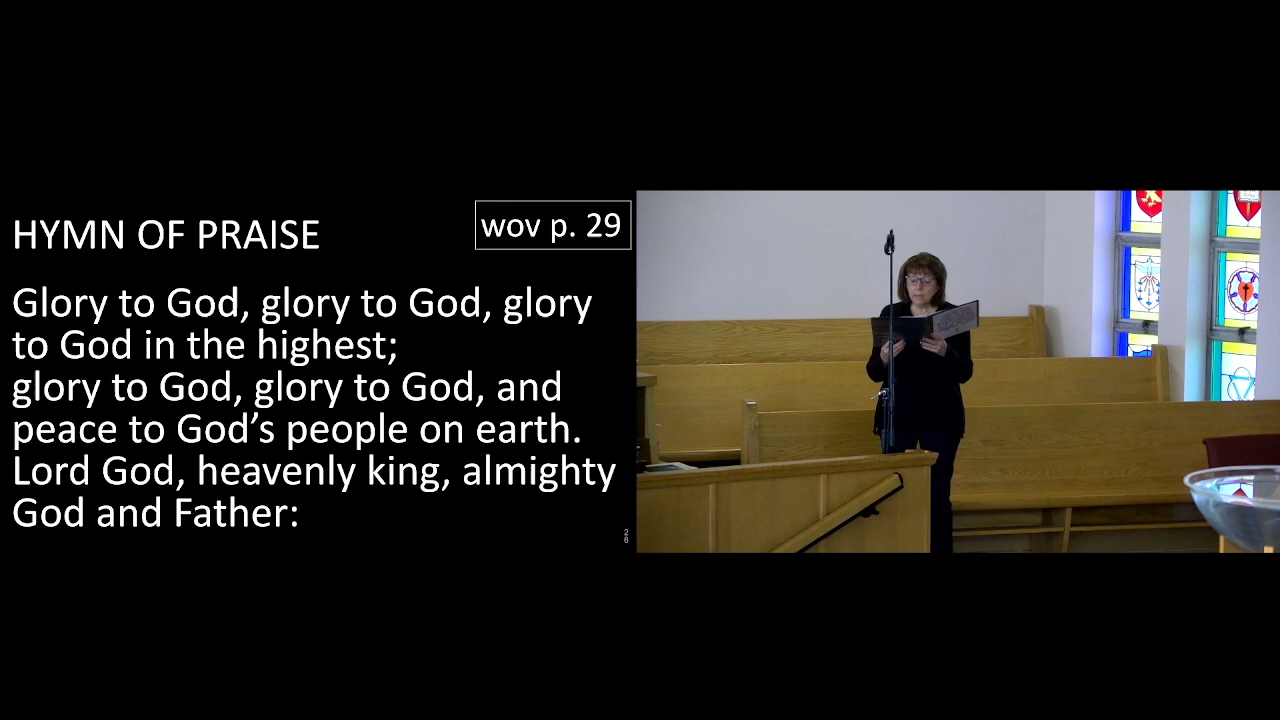 HYMN OF PRAISE
wov p. 29
Glory to God, glory to God, glory
to God in the highest;
glory to God, glory to God, and
peace to God’s people on earth.
Lord God, heavenly king, almighty
God and Father:
2
6